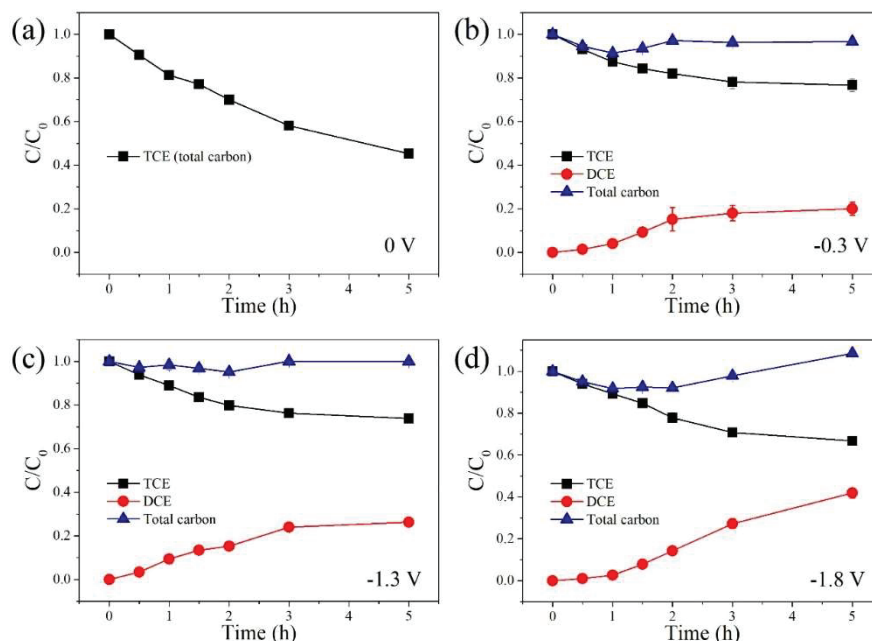 (a)
C/C0
1.0
0.8
0.6
0.4
0.2
0.0
TCE (total carbon)
0 V
0 1 2 3 4 5
Time (h)
(b)
C/C0
1.0
0.8
0.6
0.4
0.2
0.0
TCE
DCE
Total carbon
-0.3 V
0 1 2 3 4 5
Time (h)
(c)
C/C0
1.0
0.8
0.6
0.4
0.2
0.0
TCE
DCE
Total carbon
-1.3 V
0 1 2 3 4 5
Time (h)
(d)
C/C0
1.0
0.8
0.6
0.4
0.2
0.0
TCE
DCE
Total carbon
-1.8 V
0 1 2 3 4 5
Time (h)